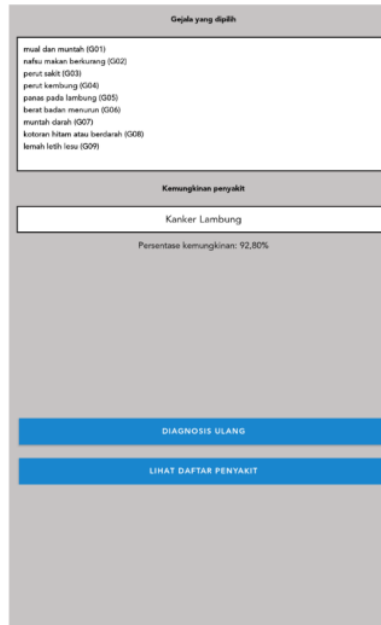 Gejala yang dipilih
mual dan muntah (G01)
nafsu makan berkurang (G02)
perut sakit (G03)
perut kembung (G04)
panas pada lambung (G05)
berat badan menurun (G06)
muntah darah (G07)
kotoran hitam atau berdarah (G08)
lemah letih lesu (G09)
Kemungkinan penyakit
Kanker Lambung
Persentase kemungkinan: 92,80%
DIAGNOSIS ULANG
LIHAT DAFTAR PENYAKIT